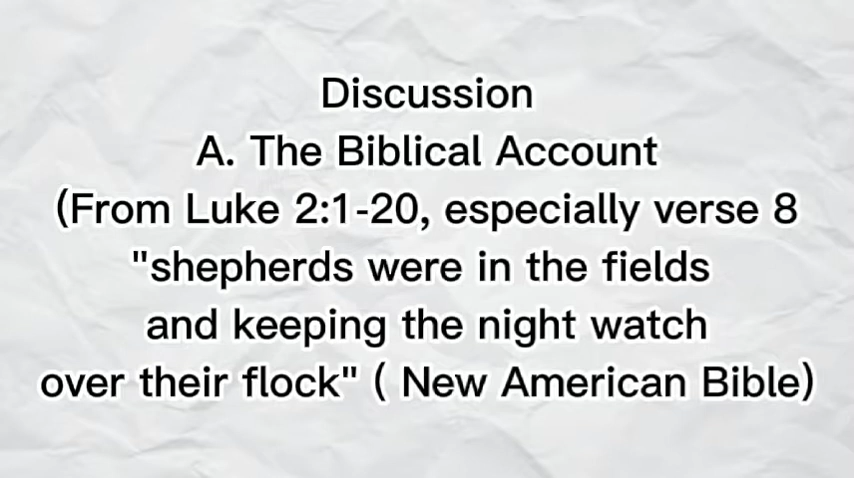 Discussion
A. The Biblical Account
(From Luke 2:1-20, especially verse 8
"shepherds were in the fields
and keeping the night watch
over their flock" ( New American Bible)